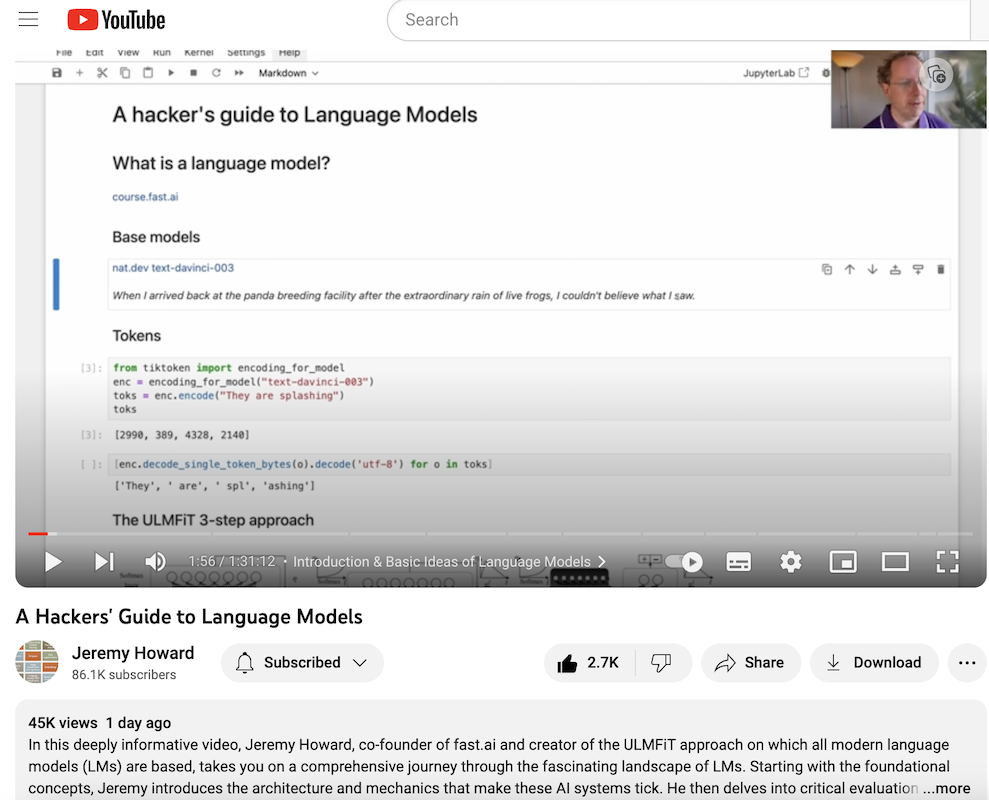 YouTube
Search
File Edit View Run Kernel Settings Help
Markdown
JupyterLab
A hacker's guide to Language Models
What is a language model?
course.fast.ai
Base models
nat.dev text-davinci-003
When I arrived back at the panda breeding facility after the extraordinary rain of live frogs, I couldn't believe what I saw.
Tokens
[3]: from tiktoken import encoding_for_model
enc = encoding_for_model("text-davinci-003")
toks = enc.encode("They are splashing")
toks
[3]: [2990, 389, 4328, 2140]
[ ]: [enc.decode_single_token_bytes(o).decode('utf-8') for o in toks]
['They', ' are', ' spl', 'ashing']
The ULMFiT 3-step approach
1:56 / 1:31:12 • Introduction & Basic Ideas of Language Models
Softmax
A Hackers' Guide to Language Models
Jeremy Howard
86.1K subscribers
Subscribed
2.7K
Share
Download
45K views 1 day ago
In this deeply informative video, Jeremy Howard, co-founder of fast.ai and creator of the ULMFiT approach on which all modern language
models (LMs) are based, takes you on a comprehensive journey through the fascinating landscape of LMs. Starting with the foundational
concepts, Jeremy introduces the architecture and mechanics that make these AI systems tick. He then delves into critical evaluation ...more